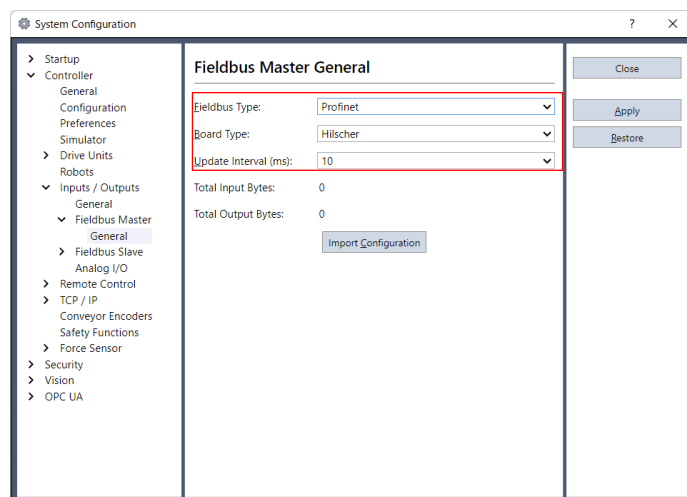 System Configuration
?
Startup
Controller
General
Configuration
Preferences
Simulator
Drive Units
Robots
Inputs / Outputs
General
Fieldbus Master
General
Fieldbus Slave
Analog I/O
Remote Control
TCP / IP
Conveyor Encoders
Safety Functions
Force Sensor
Security
Vision
OPC UA
Fieldbus Master General
Fieldbus Type: Profinet
Board Type: Hilscher
Update Interval (ms): 10
Total Input Bytes: 0
Total Output Bytes: 0
Import Configuration
Close
Apply
Restore